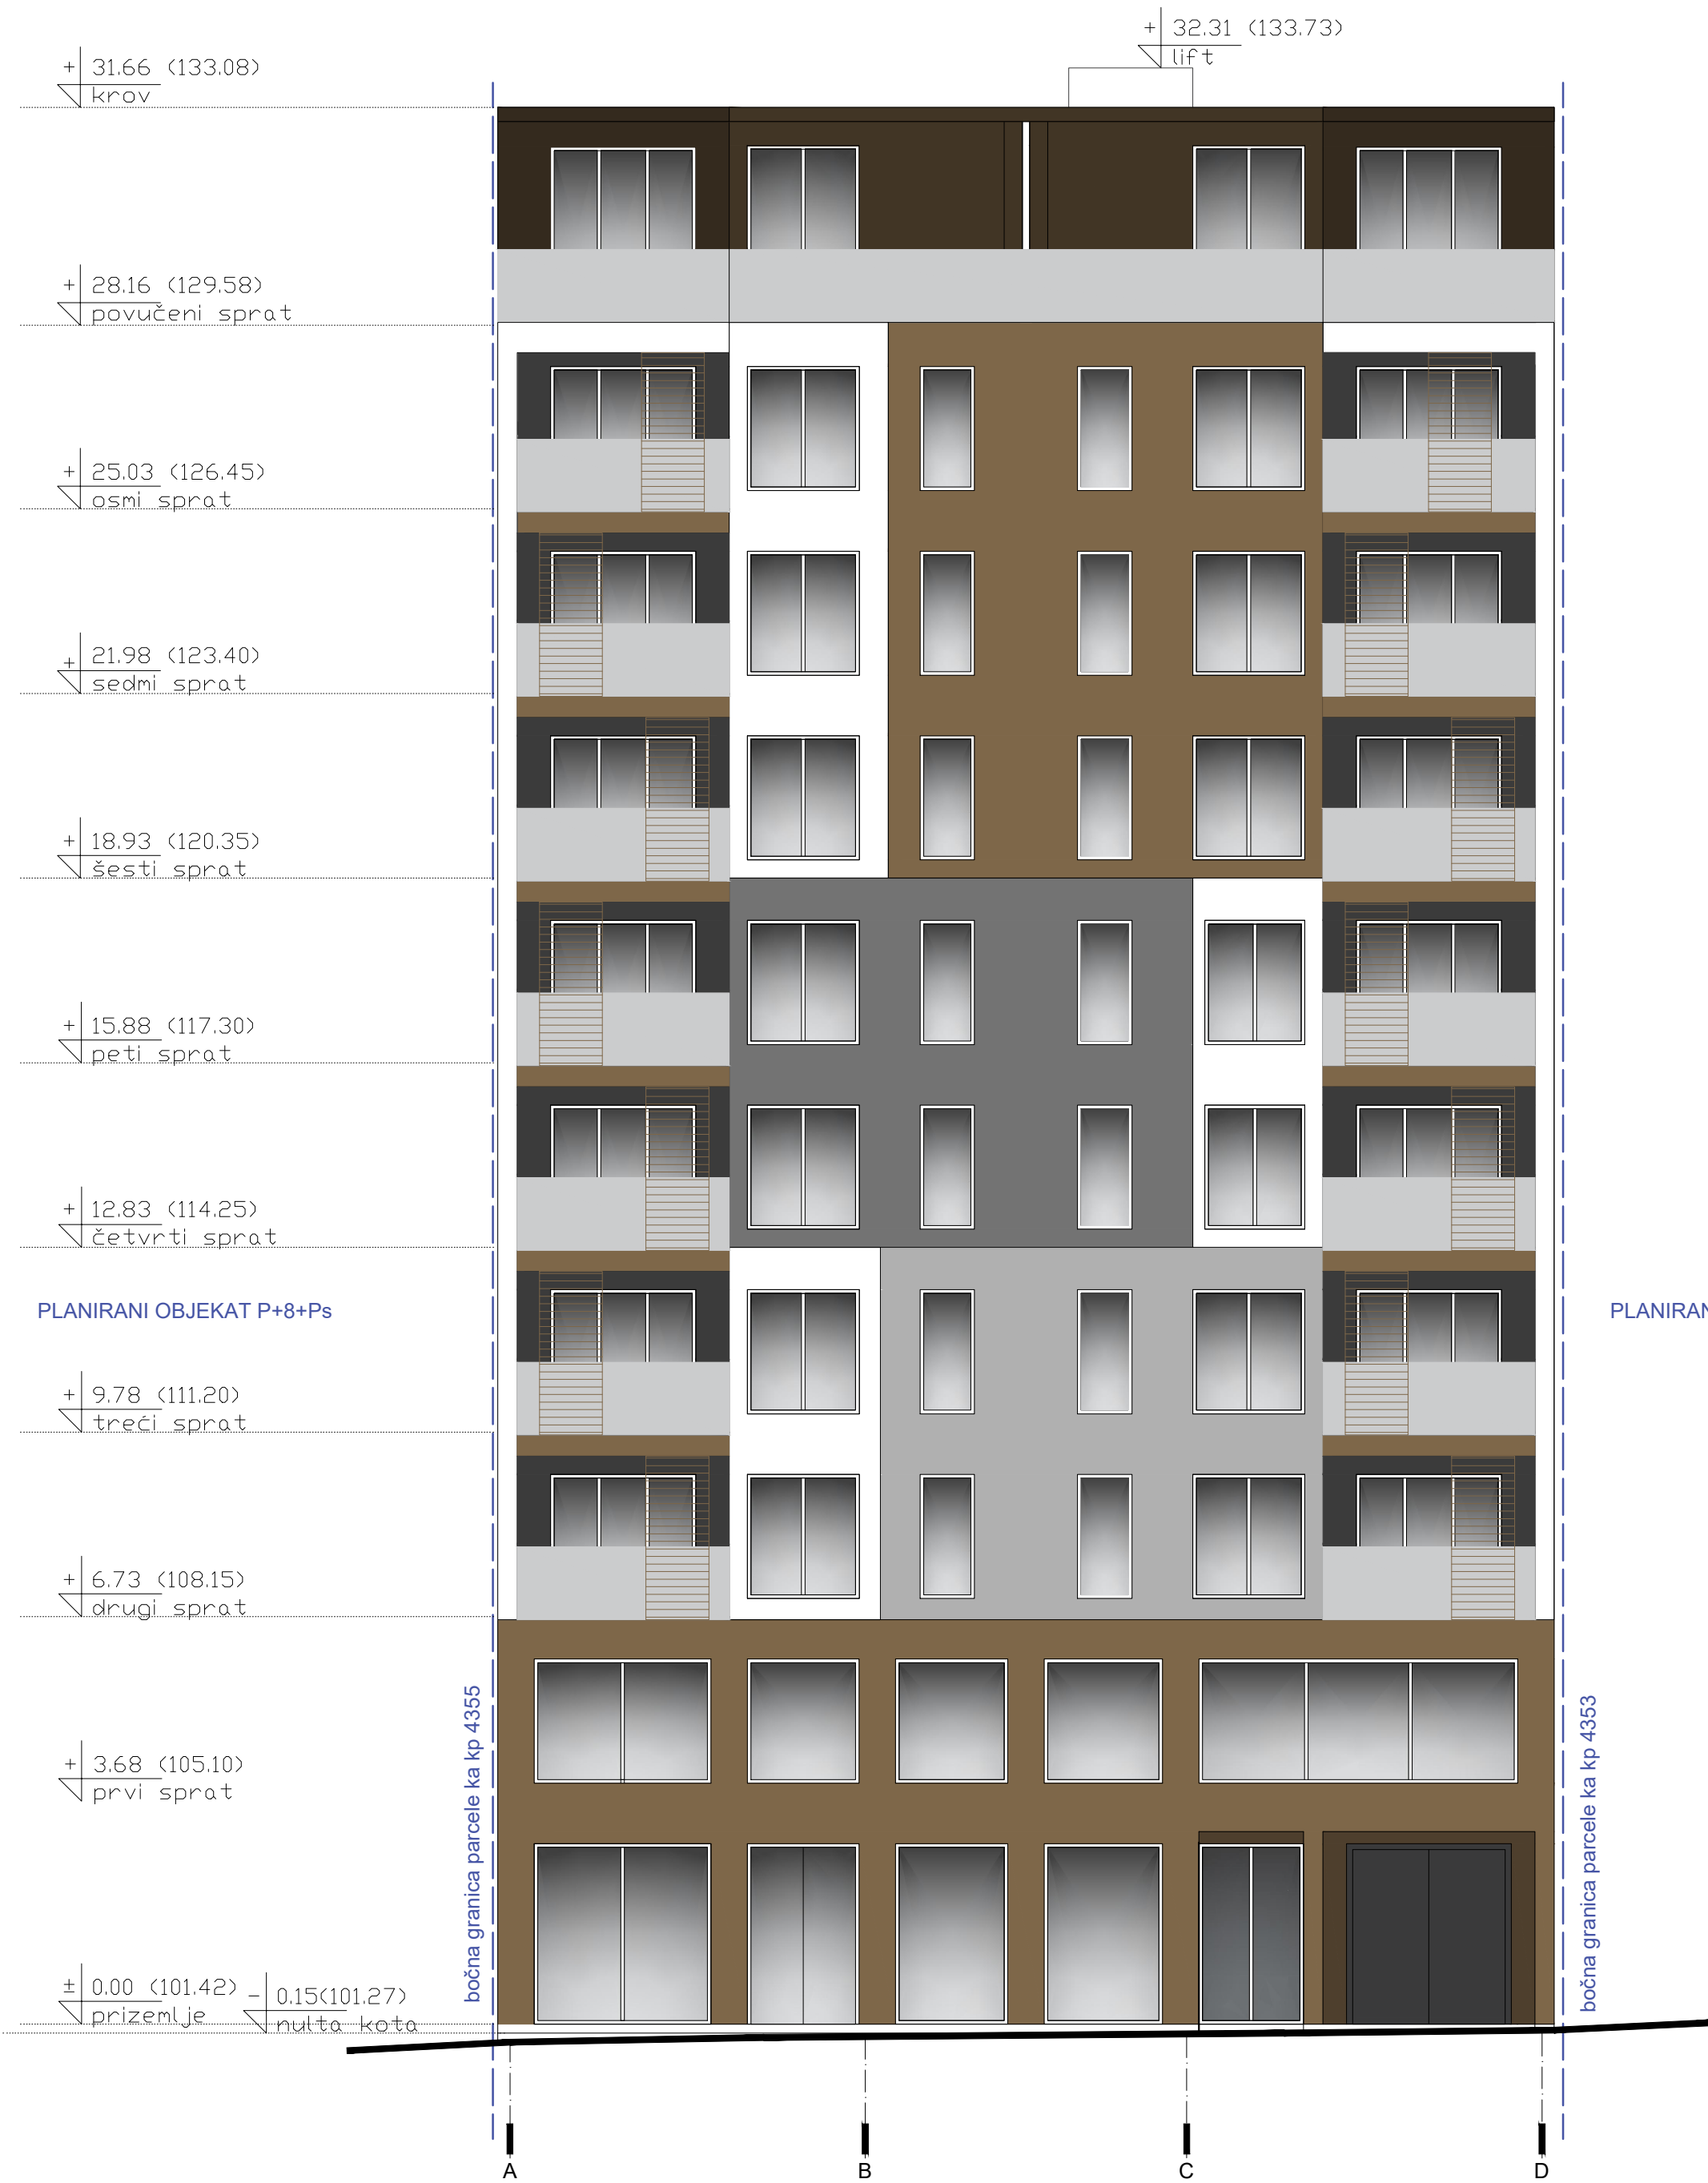 + 32.31 (133.73)
lift
+ 31.66 (133.08)
krov
+ 28.16 (129.58)
povučeni sprat
+ 25.03 (126.45)
osmi sprat
+ 21.98 (123.40)
sedmi sprat
+ 18.93 (120.35)
šesti sprat
+ 15.88 (117.30)
peti sprat
+ 12.83 (114.25)
četvrti sprat
PLANIRANI OBJEKAT P+8+Ps
PLANIRAN
+ 9.78 (111.20)
treći sprat
+ 6.73 (108.15)
drugi sprat
bočna granica parcele ka kp 4355
bočna granica parcele ka kp 4353
+ 3.68 (105.10)
prvi sprat
± 0.00 (101.42)
prizemlje
- 0.15(101.27)
nulta kota
A B C D